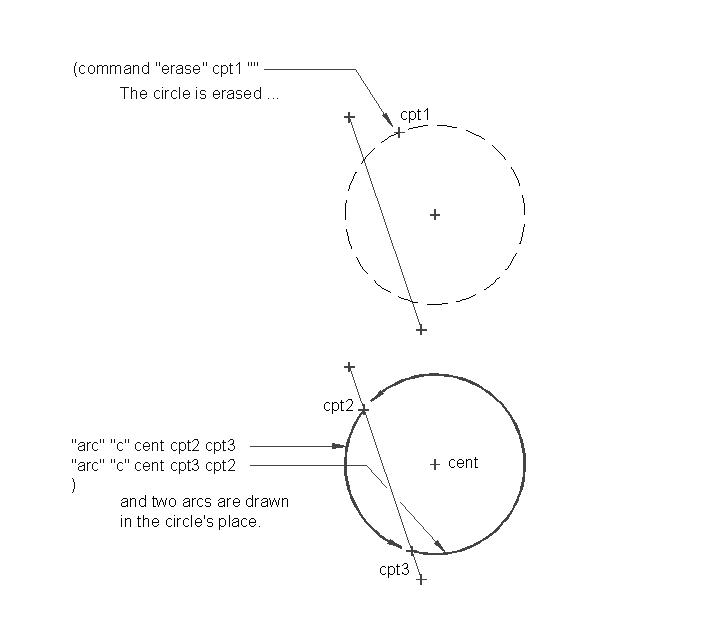 (command "erase" cpt1 ""
The circle is erased ...
cpt1
cpt2
"arc" "c" cent cpt2 cpt3
"arc" "c" cent cpt3 cpt2
)
cent
and two arcs are drawn
in the circle's place.
cpt3